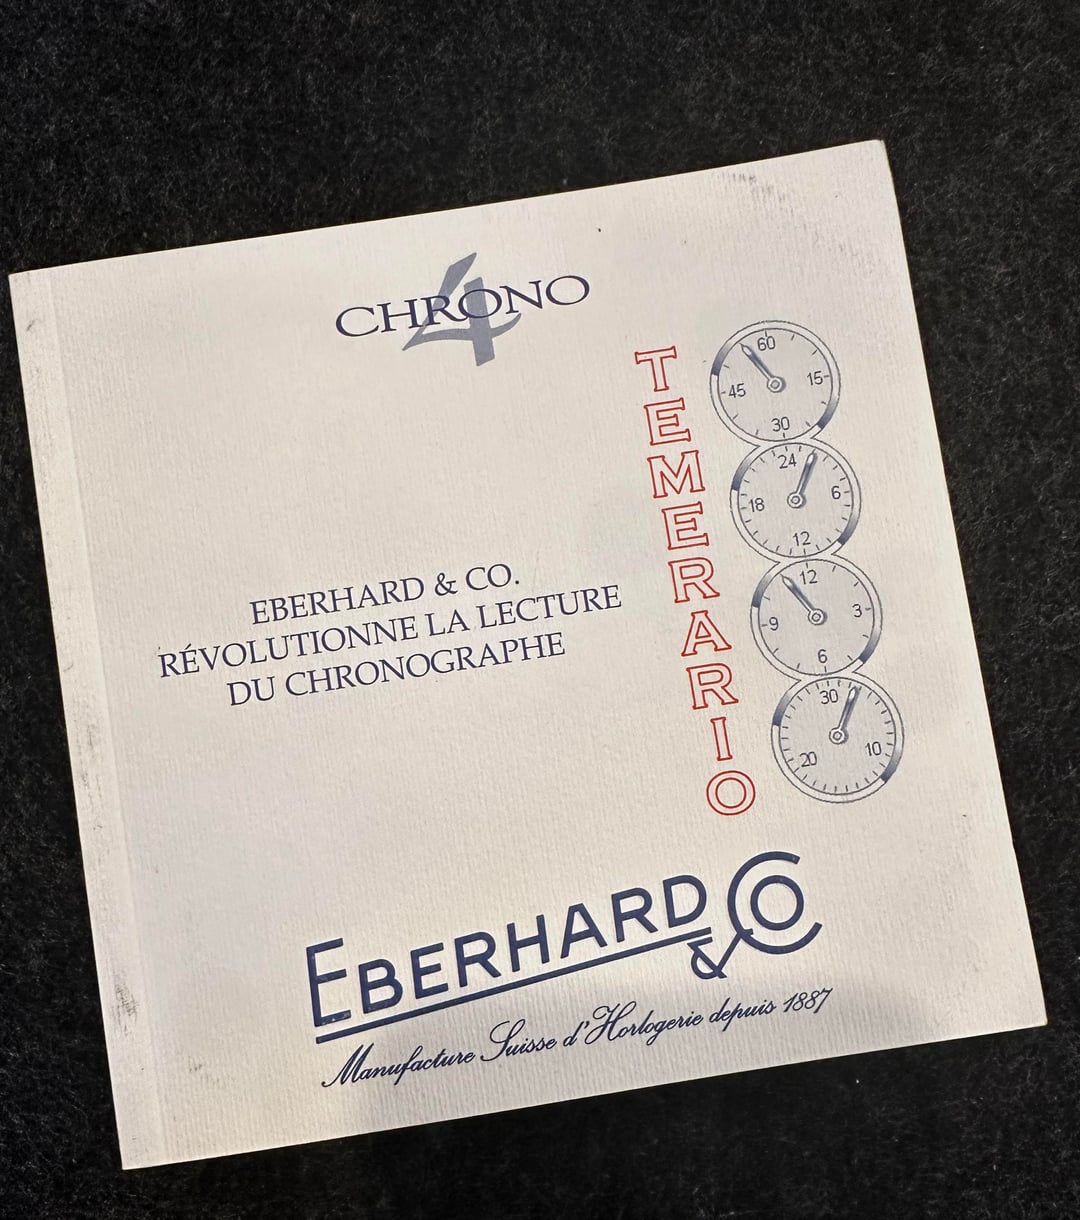 CHRONO
4
TEMERARIO
60
45
15
30
24
18
6
12
12
9
3
6
30
20
10
EBERHARD & CO.
RÉVOLUTIONNE LA LECTURE
DU CHRONOGRAPHE
EBERHARD & CO
Manufacture Suisse d'Horlogerie depuis 1887